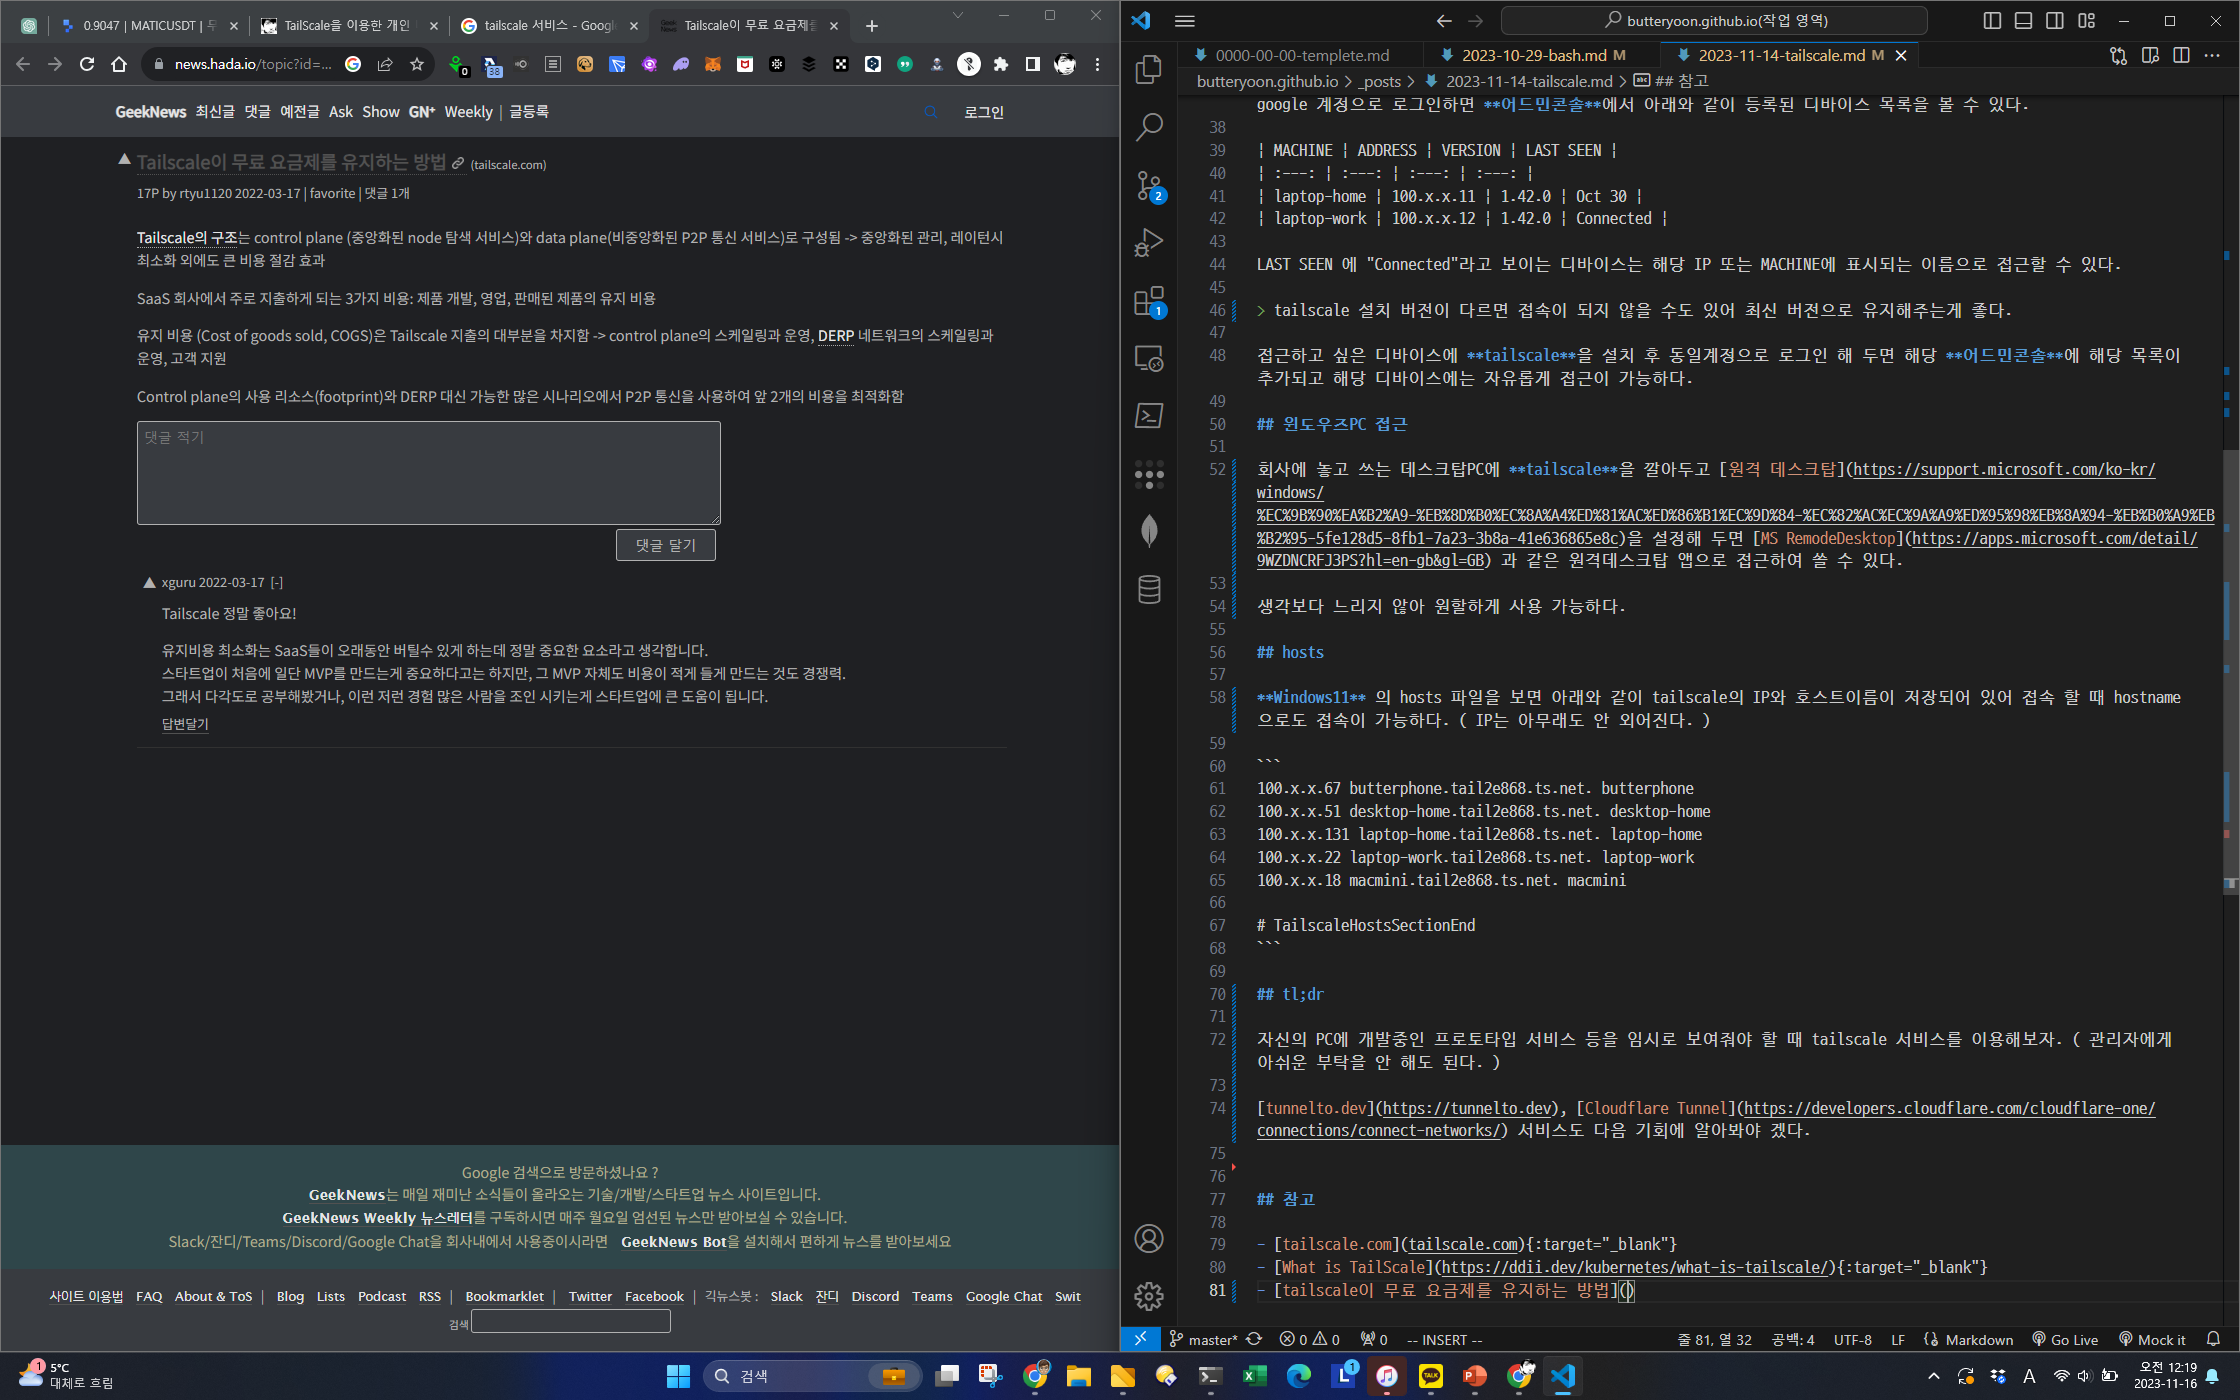 0.9047 | MATICUSDT | 무
TailScale을 이용한 개인
tailscale 서비스 - Googl
Tailscale이 무료 요금제를
news.hada.io/topic?id=...
GeekNews 최신글 댓글 예전글 Ask Show GN+ Weekly | 글등록
로그인
Tailscale이 무료 요금제를 유지하는 방법 (tailscale.com)
17P by rtyu1120 2022-03-17 | favorite | 댓글 1개
Tailscale의 구조는 control plane (중앙화된 node 탐색 서비스)와 data plane(비중앙화된 P2P 통신 서비스)로 구성됨 -> 중앙화된 관리, 레이턴시
최소화 외에도 큰 비용 절감 효과
SaaS 회사에서 주로 지출하게 되는 3가지 비용: 제품 개발, 영업, 판매된 제품의 유지 비용
유지 비용 (Cost of goods sold, COGS)은 Tailscale 지출의 대부분을 차지함 -> control plane의 스케일링과 운영, DERP 네트워크의 스케일링과
운영, 고객 지원
Control plane의 사용 리소스(footprint)와 DERP 대신 가능한 많은 시나리오에서 P2P 통신을 사용하여 앞 2개의 비용을 최적화함
댓글 적기
댓글 달기
xguru 2022-03-17 [-]
Tailscale 정말 좋아요!
유지비용 최소화는 SaaS들이 오래동안 버틸수 있게 하는데 정말 중요한 요소라고 생각합니다.
스타트업이 처음에 일단 MVP를 만드는게 중요하다고는 하지만, 그 MVP 자체도 비용이 적게 들게 만드는 것도 경쟁력.
그래서 다각도로 공부해봤거나, 이런 저런 경험 많은 사람을 조인 시키는게 스타트업에 큰 도움이 됩니다.
답변달기
Google 검색으로 방문하셨나요 ?
GeekNews는 매일 재미난 소식들이 올라오는 기술/개발/스타트업 뉴스 사이트입니다.
GeekNews Weekly 뉴스레터를 구독하시면 매주 월요일 엄선된 뉴스만 받아보실 수 있습니다.
Slack/잔디/Teams/Discord/Google Chat을 회사내에서 사용중이시라면 GeekNews Bot을 설치해서 편하게 뉴스를 받아보세요
사이트 이용법 FAQ About & ToS | Blog Lists Podcast RSS | Bookmarklet | Twitter Facebook | 긱뉴스봇 : Slack 잔디 Discord Teams Google Chat Swit
검색
butteryoon.github.io(작업 영역)
0000-00-00-templete.md
2023-10-29-bash.md M
2023-11-14-tailscale.md M
butteryoon.github.io > _posts > 2023-11-14-tailscale.md > ## 참고
google 계정으로 로그인하면 **어드민콘솔**에서 아래와 같이 등록된 디바이스 목록을 볼 수 있다.
38
39 | MACHINE | ADDRESS | VERSION | LAST SEEN |
40 | :---: | :---: | :---: | :---: |
41 | laptop-home | 100.x.x.11 | 1.42.0 | Oct 30 |
42 | laptop-work | 100.x.x.12 | 1.42.0 | Connected |
43
44 LAST SEEN 에 "Connected"라고 보이는 디바이스는 해당 IP 또는 MACHINE에 표시되는 이름으로 접근할 수 있다.
45
46 > tailscale 설치 버전이 다르면 접속이 되지 않을 수도 있어 최신 버전으로 유지해주는게 좋다.
47
48 접근하고 싶은 디바이스에 **tailscale**을 설치 후 동일계정으로 로그인 해 두면 해당 **어드민콘솔**에 해당 목록이
추가되고 해당 디바이스에는 자유롭게 접근이 가능하다.
49
50 ## 윈도우즈PC 접근
51
52 회사에 놓고 쓰는 데스크탑PC에 **tailscale**을 깔아두고 [원격 데스크탑](https://support.microsoft.com/ko-kr/
windows/
%EC%9B%90%EA%B2%A9-%EB%8D%B0%EC%8A%A4%ED%81%AC%ED%86%B1%EC%9D%84-%EC%82%AC%EC%9A%A9%ED%95%98%EB%8A%94-%EB%B0%A9%EB
%B2%95-5fe128d5-8fb1-7a23-3b8a-41e636865e8c)을 설정해 두면 [MS RemodeDesktop](https://apps.microsoft.com/detail/
9WZDNCRFJ3PS?hl=en-gb&gl=GB) 과 같은 원격데스크탑 앱으로 접근하여 쓸 수 있다.
53
54 생각보다 느리지 않아 원할하게 사용 가능하다.
55
56 ## hosts
57
58 **Windows11** 의 hosts 파일을 보면 아래와 같이 tailscale의 IP와 호스트이름이 저장되어 있어 접속 할 때 hostname
으로도 접속이 가능하다. ( IP는 아무래도 안 외어진다. )
59
60 ```
61 100.x.x.67 butterphone.tail2e868.ts.net. butterphone
62 100.x.x.51 desktop-home.tail2e868.ts.net. desktop-home
63 100.x.x.131 laptop-home.tail2e868.ts.net. laptop-home
64 100.x.x.22 laptop-work.tail2e868.ts.net. laptop-work
65 100.x.x.18 macmini.tail2e868.ts.net. macmini
66
67 # TailscaleHostsSectionEnd
68 ```
69
70 ## tl;dr
71
72 자신의 PC에 개발중인 프로토타입 서비스 등을 임시로 보여줘야 할 때 tailscale 서비스를 이용해보자. ( 관리자에게
아쉬운 부탁을 안 해도 된다. )
73
74 [tunnelto.dev](https://tunnelto.dev), [Cloudflare Tunnel](https://developers.cloudflare.com/cloudflare-one/
connections/connect-networks/) 서비스도 다음 기회에 알아봐야 겠다.
75
76
77 ## 참고
78
79 - [tailscale.com](tailscale.com){:target="_blank"}
80 - [What is TailScale](https://ddii.dev/kubernetes/what-is-tailscale/){:target="_blank"}
81 - [tailscale이 무료 요금제를 유지하는 방법]()
2
1
0
38
master* 0 0 0 -- INSERT -- 줄 81, 열 32 공백: 4 UTF-8 LF Markdown Go Live Mock it
1
5°C
대체로 흐림
검색
1
TALK
A
오전 12:19
2023-11-16